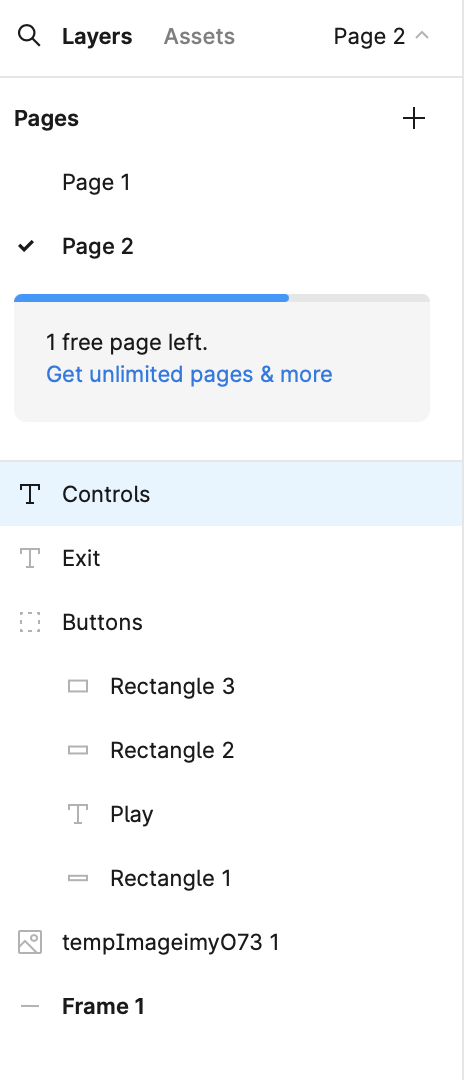 Layers Assets Page 2
Pages
Page 1
Page 2
1 free page left.
Get unlimited pages & more
Controls
Exit
Buttons
Rectangle 3
Rectangle 2
Play
Rectangle 1
tempImageimyO73 1
Frame 1